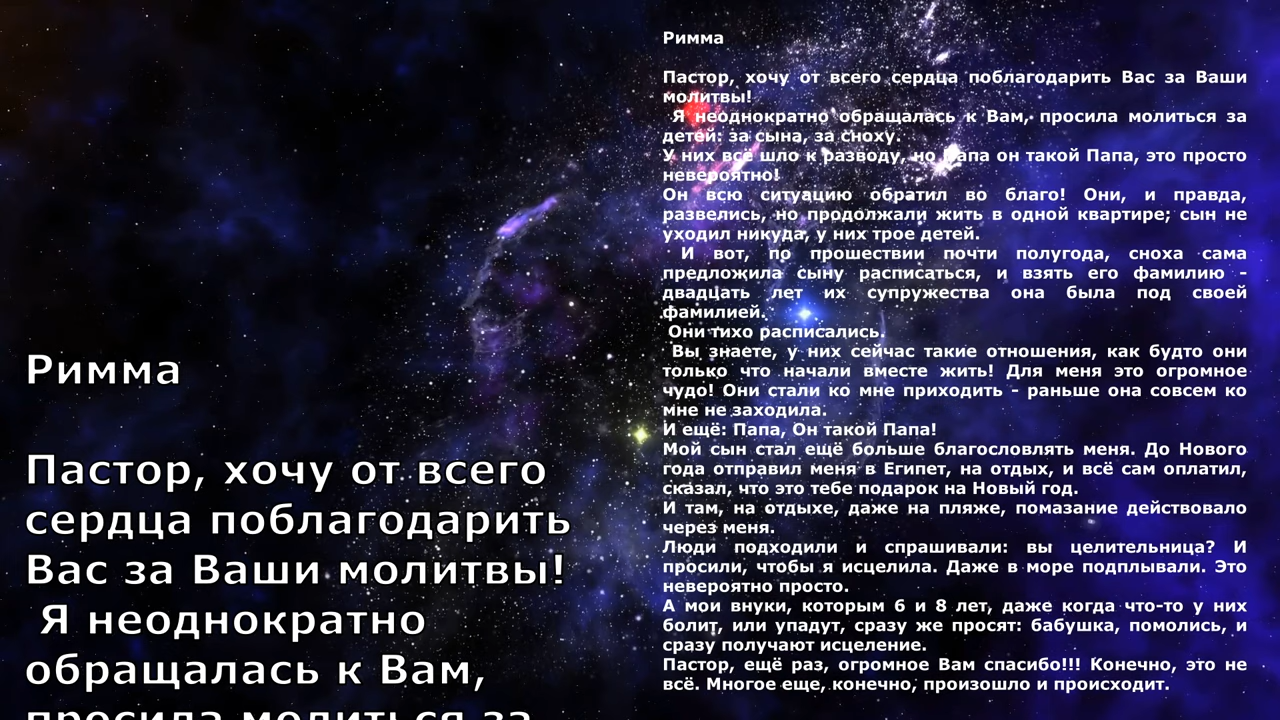 Римма
Пастор, хочу от всего
сердца поблагодарить
Вас за Ваши молитвы!
Я неоднократно
обращалась к Вам,
просила молиться за
Римма
Пастор, хочу от всего сердца поблагодарить Вас за Ваши
молитвы!
Я неоднократно обращалась к Вам, просила молиться за
детей: за сына, за сноху.
У них всё шло к разводу, но Папа он такой Папа, это просто
невероятно!
Он всю ситуацию обратил во благо! Они, и правда,
развелись, но продолжали жить в одной квартире; сын не
уходил никуда, у них трое детей.
И вот, по прошествии почти полугода, сноха сама
предложила сыну расписаться, и взять его фамилию -
двадцать лет их супружества она была под своей
фамилией.
Они тихо расписались.
Вы знаете, у них сейчас такие отношения, как будто они
только что начали вместе жить! Для меня это огромное
чудо! Они стали ко мне приходить - раньше она совсем ко
мне не заходила.
И ещё: Папа, Он такой Папа!
Мой сын стал ещё больше благословлять меня. До Нового
года отправил меня в Египет, на отдых, и всё сам оплатил,
сказал, что это тебе подарок на Новый год.
И там, на отдыхе, даже на пляже, помазание действовало
через меня.
Люди подходили и спрашивали: вы целительница? И
просили, чтобы я исцелила. Даже в море подплывали. Это
невероятно просто.
А мои внуки, которым 6 и 8 лет, даже когда что-то у них
болит, или упадут, сразу же просят: бабушка, помолись, и
сразу получают исцеление.
Пастор, ещё раз, огромное Вам спасибо!!! Конечно, это не
всё. Многое еще, конечно, произошло и происходит.